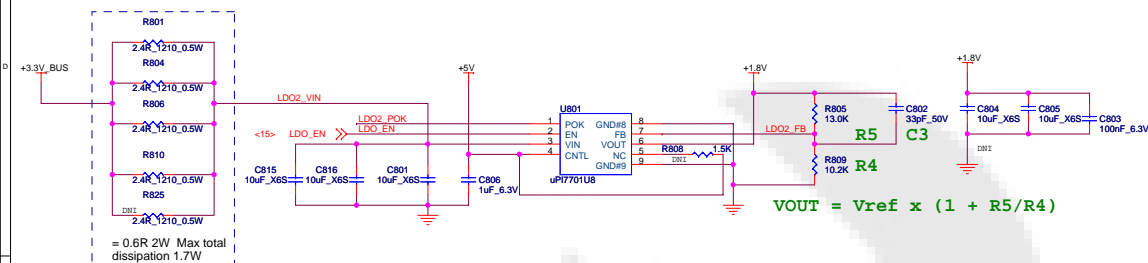 R801
2.4R_1210_0.5W
R804
2.4R_1210_0.5W
R806
2.4R_1210_0.5W
R810
2.4R_1210_0.5W
R825
DNI
2.4R_1210_0.5W
= 0.6R 2W Max total
dissipation 1.7W
D
+3.3V_BUS
LDO2_VIN
<15>
LDO_EN
LDO2_POK
LDO_EN
+5V
C815
10uF_X6S
C816
10uF_X6S
C801
10uF_X6S
C806
1uF_6.3V
U801
1 POK GND#8 8
2 EN FB 7
3 VIN VOUT 6
4 CNTL NC 5
GND#9 9
uPI7701U8
R808
1.5K
DNI
+1.8V
LDO2_FB
R805
13.0K
R5
C802
33pF_50V
C3
R809
10.2K
R4
VOUT = Vref x (1 + R5/R4)
+1.8V
C804
10uF_X6S
C805
10uF_X6S
C803
100nF_6.3V
DNI